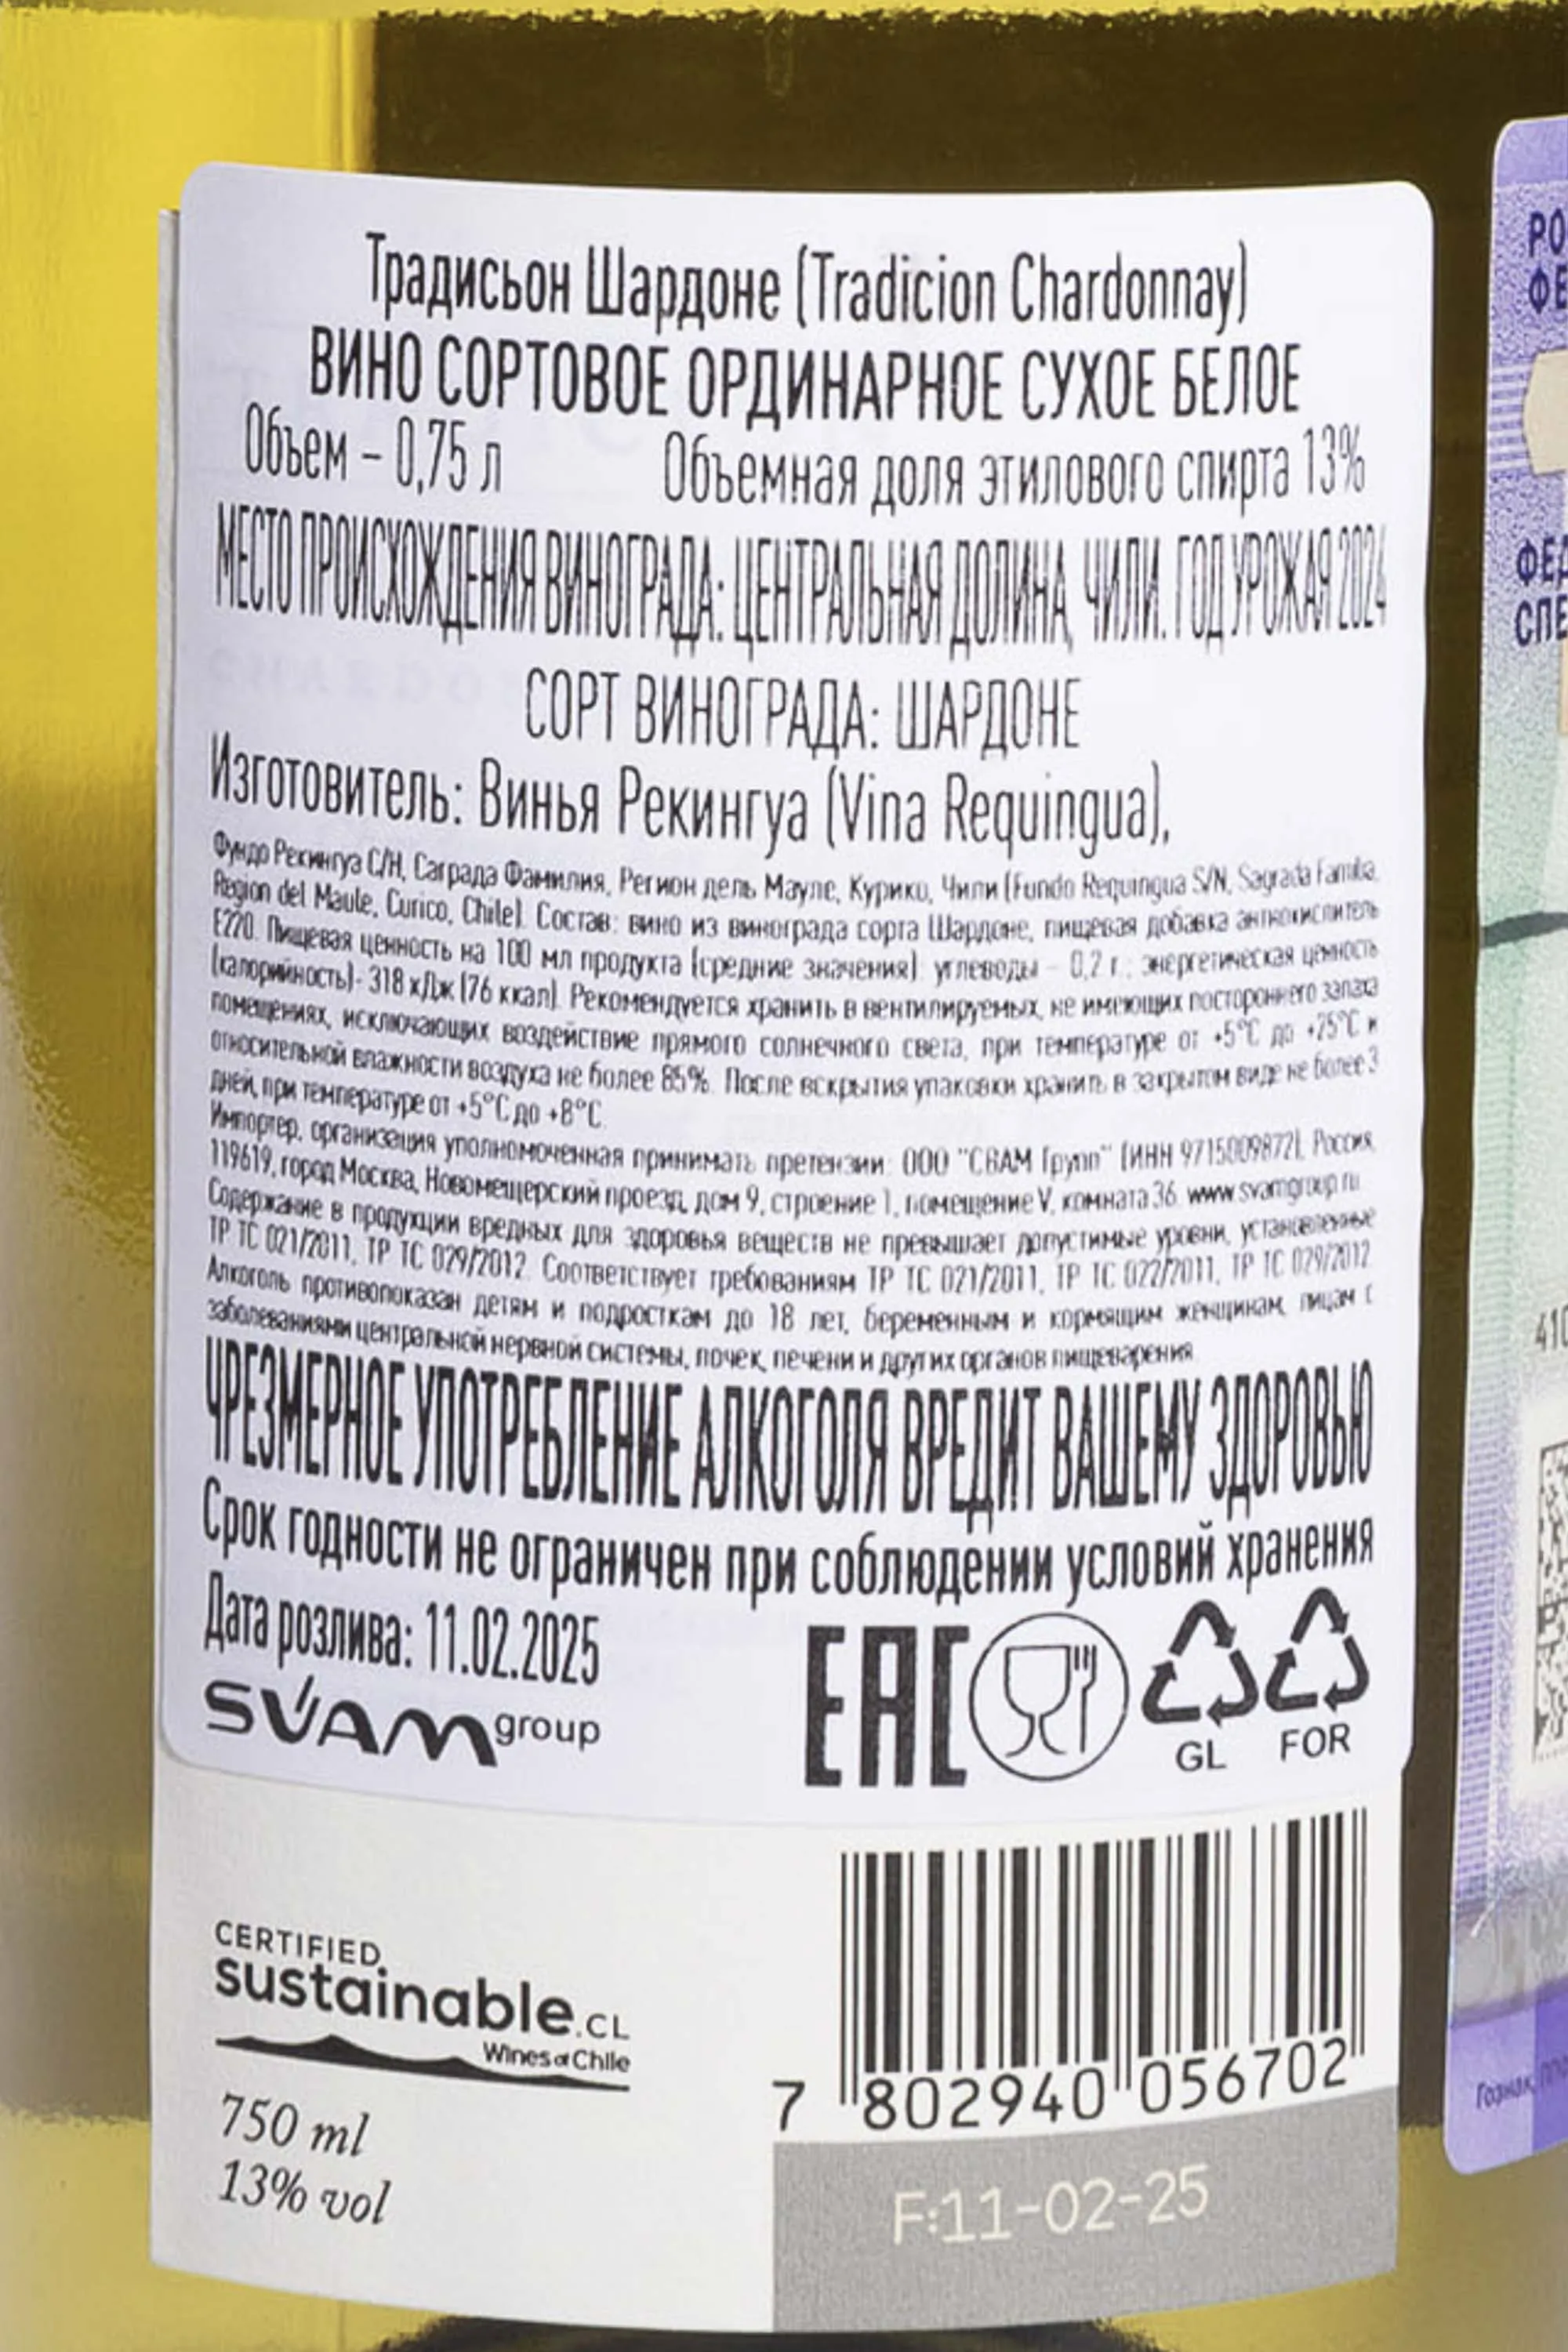 Традисьон Шардоне (Tradicion Chardonnay)
ВИНО СОРТОВОЕ ОРДИНАРНОЕ СУХОЕ БЕЛОЕ
Объем – 0,75 л Объемная доля этилового спирта 13%
МЕСТО ПРОИСХОЖДЕНИЯ ВИНОГРАДА: ЦЕНТРАЛЬНАЯ ДОЛИНА, ЧИЛИ. ГОД УРОЖАЯ 2024
СОРТ ВИНОГРАДА: ШАРДОНЕ
Изготовитель: Винья Рекингуа (Vina Requingua),
Фундо Рекингуа С/Н, Саграда Фамилия, Регион дель Мауле, Курико, Чили (Fundo Requingua S/N, Sagrada Familia,
Region del Maule, Curico, Chile). Состав: вино из винограда сорта Шардоне, пищевая добавка антиокислитель
Е220. Пищевая ценность на 100 мл продукта (средние значения): углеводы – 0,2 г.; энергетическая ценность
(калорийность)- 318 кДж (76 ккал). Рекомендуется хранить в вентилируемых, не имеющих постороннего запаха
помещениях, исключающих воздействие прямого солнечного света, при температуре от +5°С до +25°С и
относительной влажности воздуха не более 85%. После вскрытия упаковки хранить в закрытом виде не более 3
дней, при температуре от +5°С до +8°С.
Импортер, организация уполномоченная принимать претензии: ООО "СВАМ Групп" (ИНН 9715009872), Россия,
119619, город Москва, Новомещерский проезд, дом 9, строение 1, помещение V, комната 36. www.svamgroup.ru
Содержание в продукции вредных для здоровья веществ не превышает допустимые уровни, установленные
ТР ТС 021/2011, ТР ТС 029/2012. Соответствует требованиям ТР ТС 021/2011, ТР ТС 022/2011, ТР ТС 029/2012.
Алкоголь противопоказан детям и подросткам до 18 лет, беременным и кормящим женщинам, лицам с
заболеваниями центральной нервной системы, почек, печени и других органов пищеварения
ЧРЕЗМЕРНОЕ УПОТРЕБЛЕНИЕ АЛКОГОЛЯ ВРЕДИТ ВАШЕМУ ЗДОРОВЬЮ
Срок годности не ограничен при соблюдении условий хранения
Дата розлива: 11.02.2025
SVAM group
EAC
GL FOR
CERTIFIED
sustainable.CL
Wines of Chile
750 ml
13% vol
7 802940 056702
F:11-02-25
РО
ФЕ
ФЕД
СПЕ
410